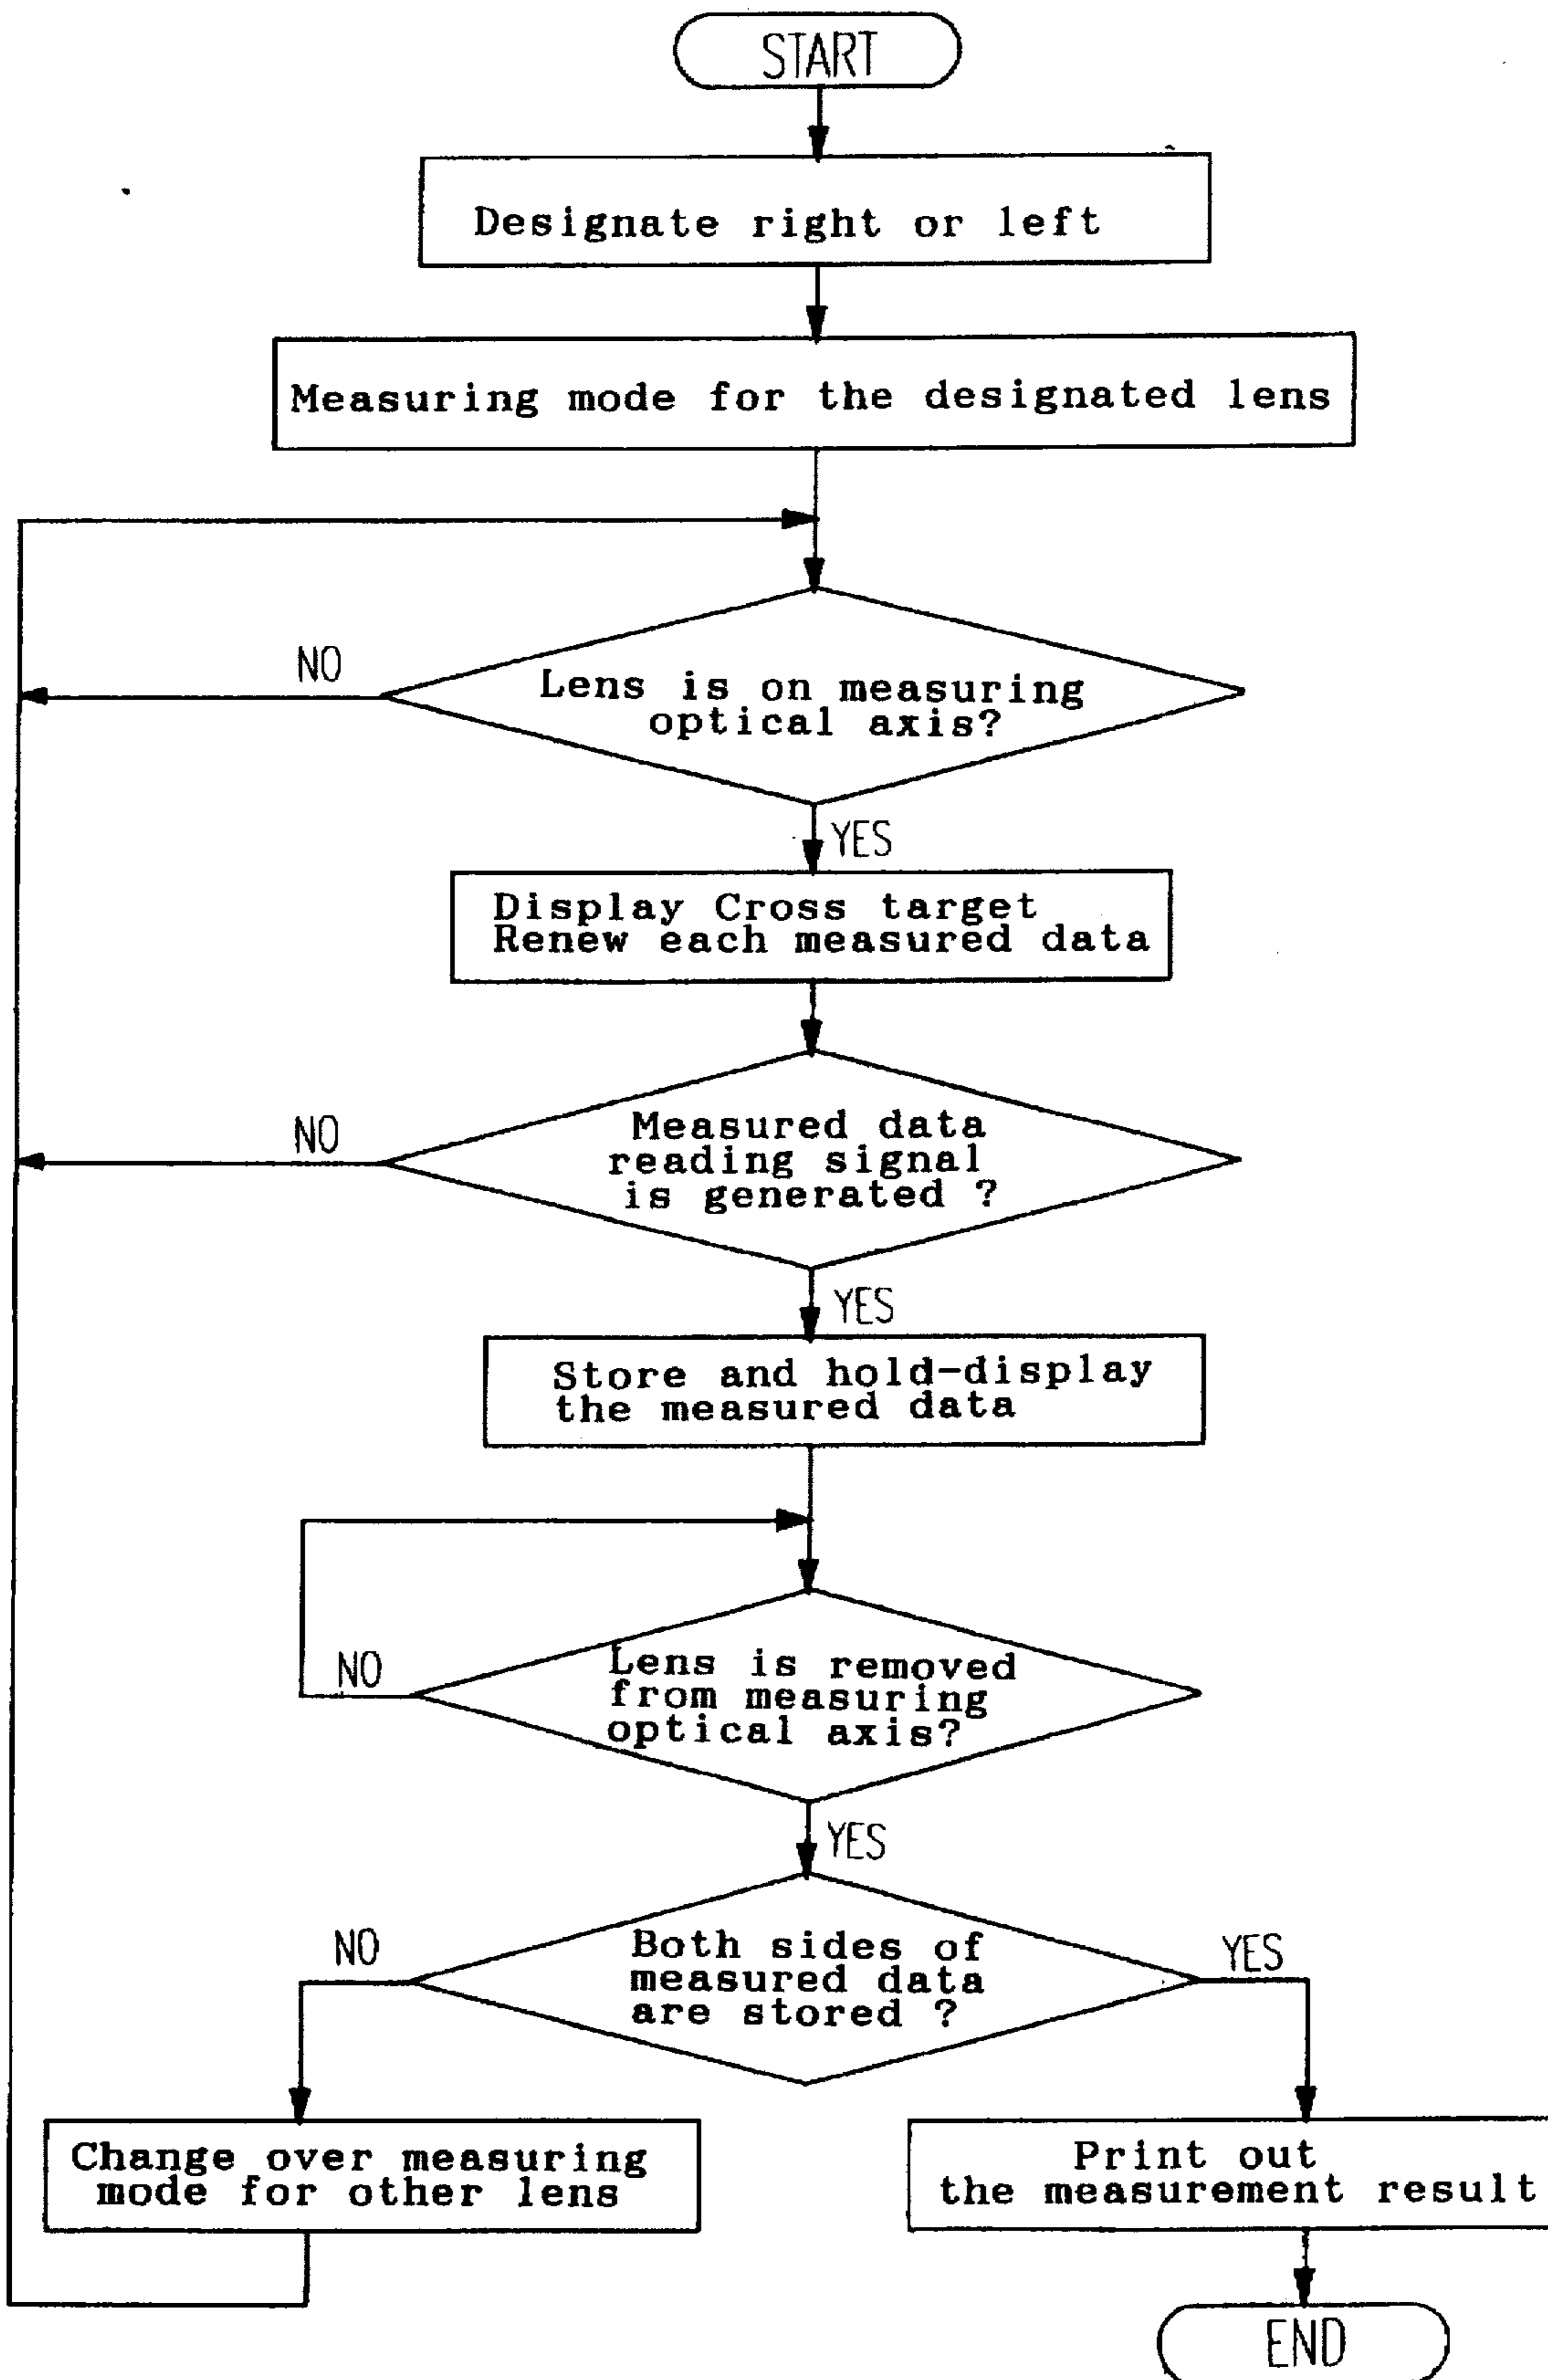 START
Designate right or left
Measuring mode for the designated lens
NO
Lens is on measuring
optical axis?
YES
Display Cross target
Renew each measured data
NO
Measured data
reading signal
is generated ?
YES
Store and hold-display
the measured data
NO
Lens is removed
from measuring
optical axis?
YES
NO
Both sides of
measured data
are stored ?
YES
Change over measuring
mode for other lens
Print out
the measurement result
END